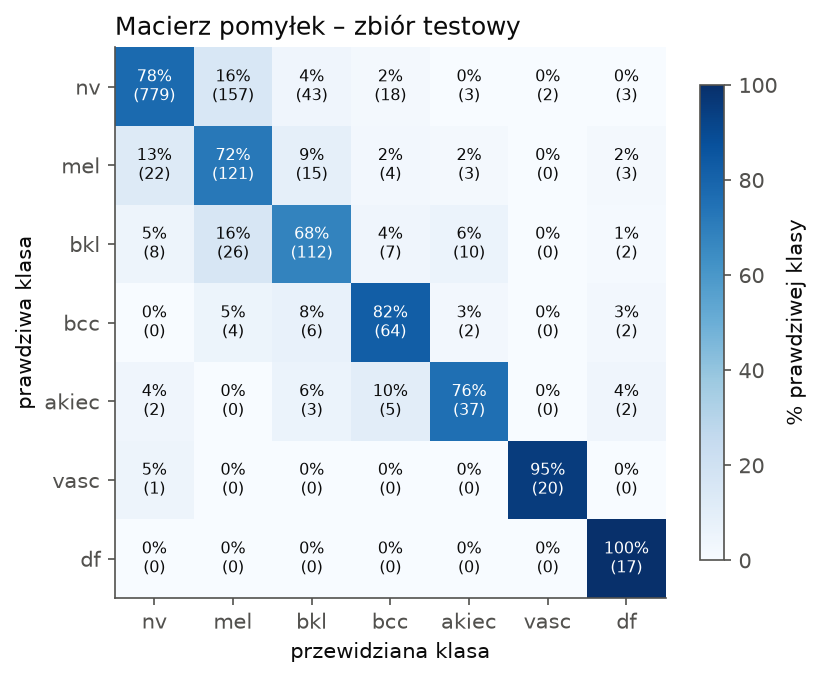 Macierz pomyłek – zbiór testowy
nv 78% 16% 4% 2% 0% 0% 0%
(779) (157) (43) (18) (3) (2) (3)
mel 13% 72% 9% 2% 2% 0% 2%
(22) (121) (15) (4) (3) (0) (3)
bkl 5% 16% 68% 4% 6% 0% 1%
(8) (26) (112) (7) (10) (0) (2)
bcc 0% 5% 8% 82% 3% 0% 3%
(0) (4) (6) (64) (2) (0) (2)
akiec 4% 0% 6% 10% 76% 0% 4%
(2) (0) (3) (5) (37) (0) (2)
vasc 5% 0% 0% 0% 0% 95% 0%
(1) (0) (0) (0) (0) (20) (0)
df 0% 0% 0% 0% 0% 0% 100%
(0) (0) (0) (0) (0) (0) (17)
nv mel bkl bcc akiec vasc df
przewidziana klasa
prawdziwa klasa
100
80
60
40
20
0
% prawdziwej klasy